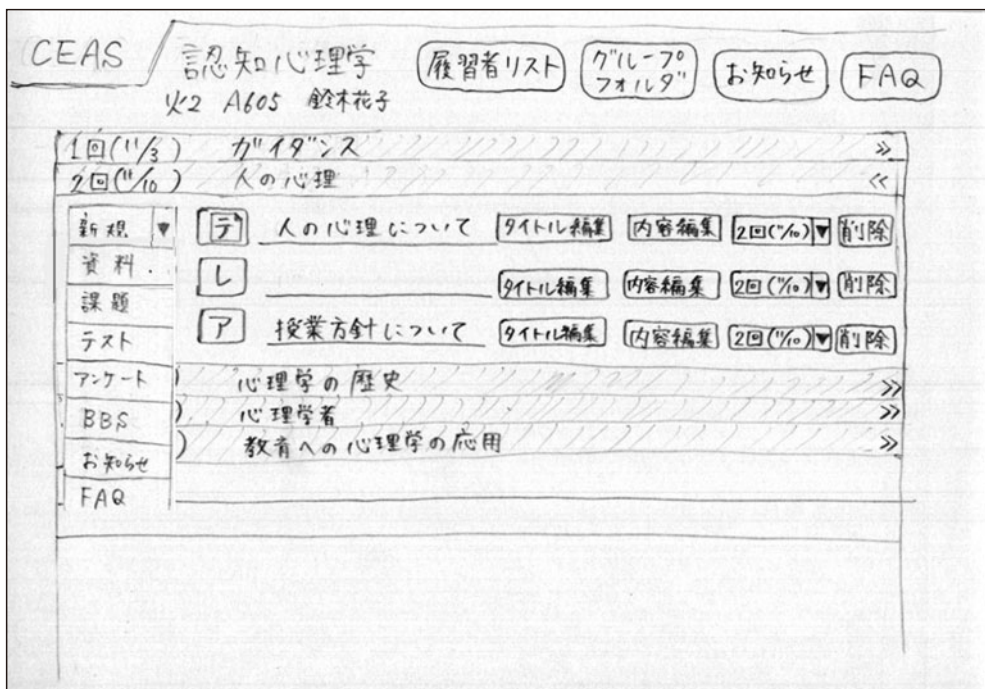 CEAS
認知心理学
履習者リスト
グループ
フォルダ
お知らせ
FAQ
火2 A605 鈴木花子
1回(11/3) ガイダンス »
2回(11/10) 人の心理 «
新規 ▼
資料
課題
テスト
アンケート
BBS
お知らせ
FAQ
テ 人の心理について タイトル編集 内容編集 2回(11/10)▼ 削除
レ タイトル編集 内容編集 2回(11/10)▼ 削除
ア 授業方針について タイトル編集 内容編集 2回(11/10)▼ 削除
) 心理学の歴史 »
) 心理学者 »
) 教育への心理学の応用 »